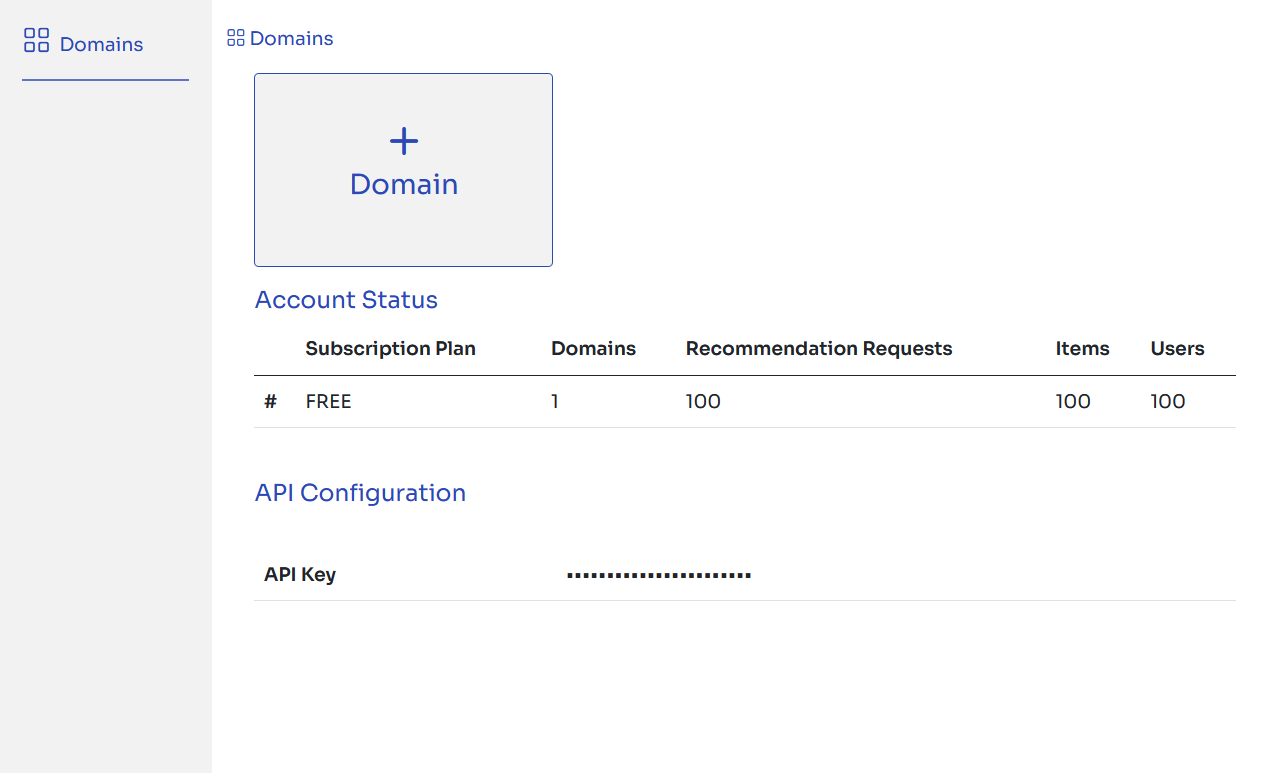 Domains
Domains
+
Domain
Account Status
Subscription Plan Domains Recommendation Requests Items Users
# FREE 1 100 100 100
API Configuration
API Key